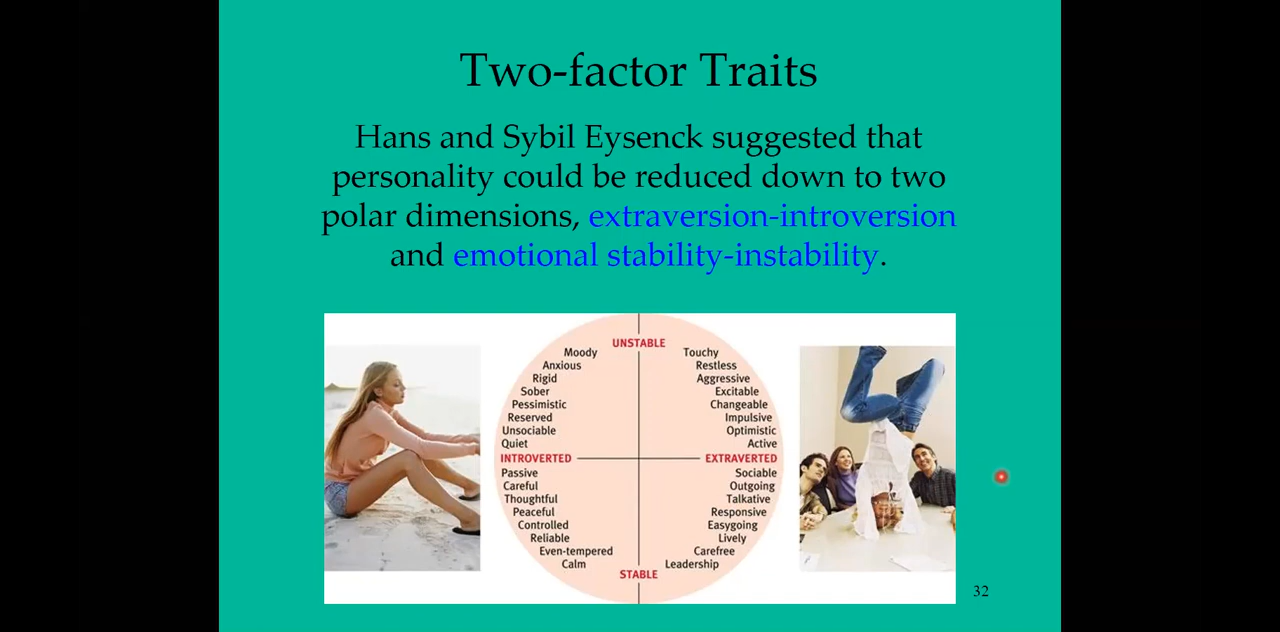 Two-factor Traits
Hans and Sybil Eysenck suggested that
personality could be reduced down to two
polar dimensions, extraversion-introversion
and emotional stability-instability.
UNSTABLE
Moody Touchy
Anxious Restless
Rigid Aggressive
Sober Excitable
Pessimistic Changeable
Reserved Impulsive
Unsociable Optimistic
Quiet Active
INTROVERTED EXTRAVERTED
Passive Sociable
Careful Outgoing
Thoughtful Talkative
Peaceful Responsive
Controlled Easygoing
Reliable Lively
Even-tempered Carefree
Calm Leadership
STABLE
32